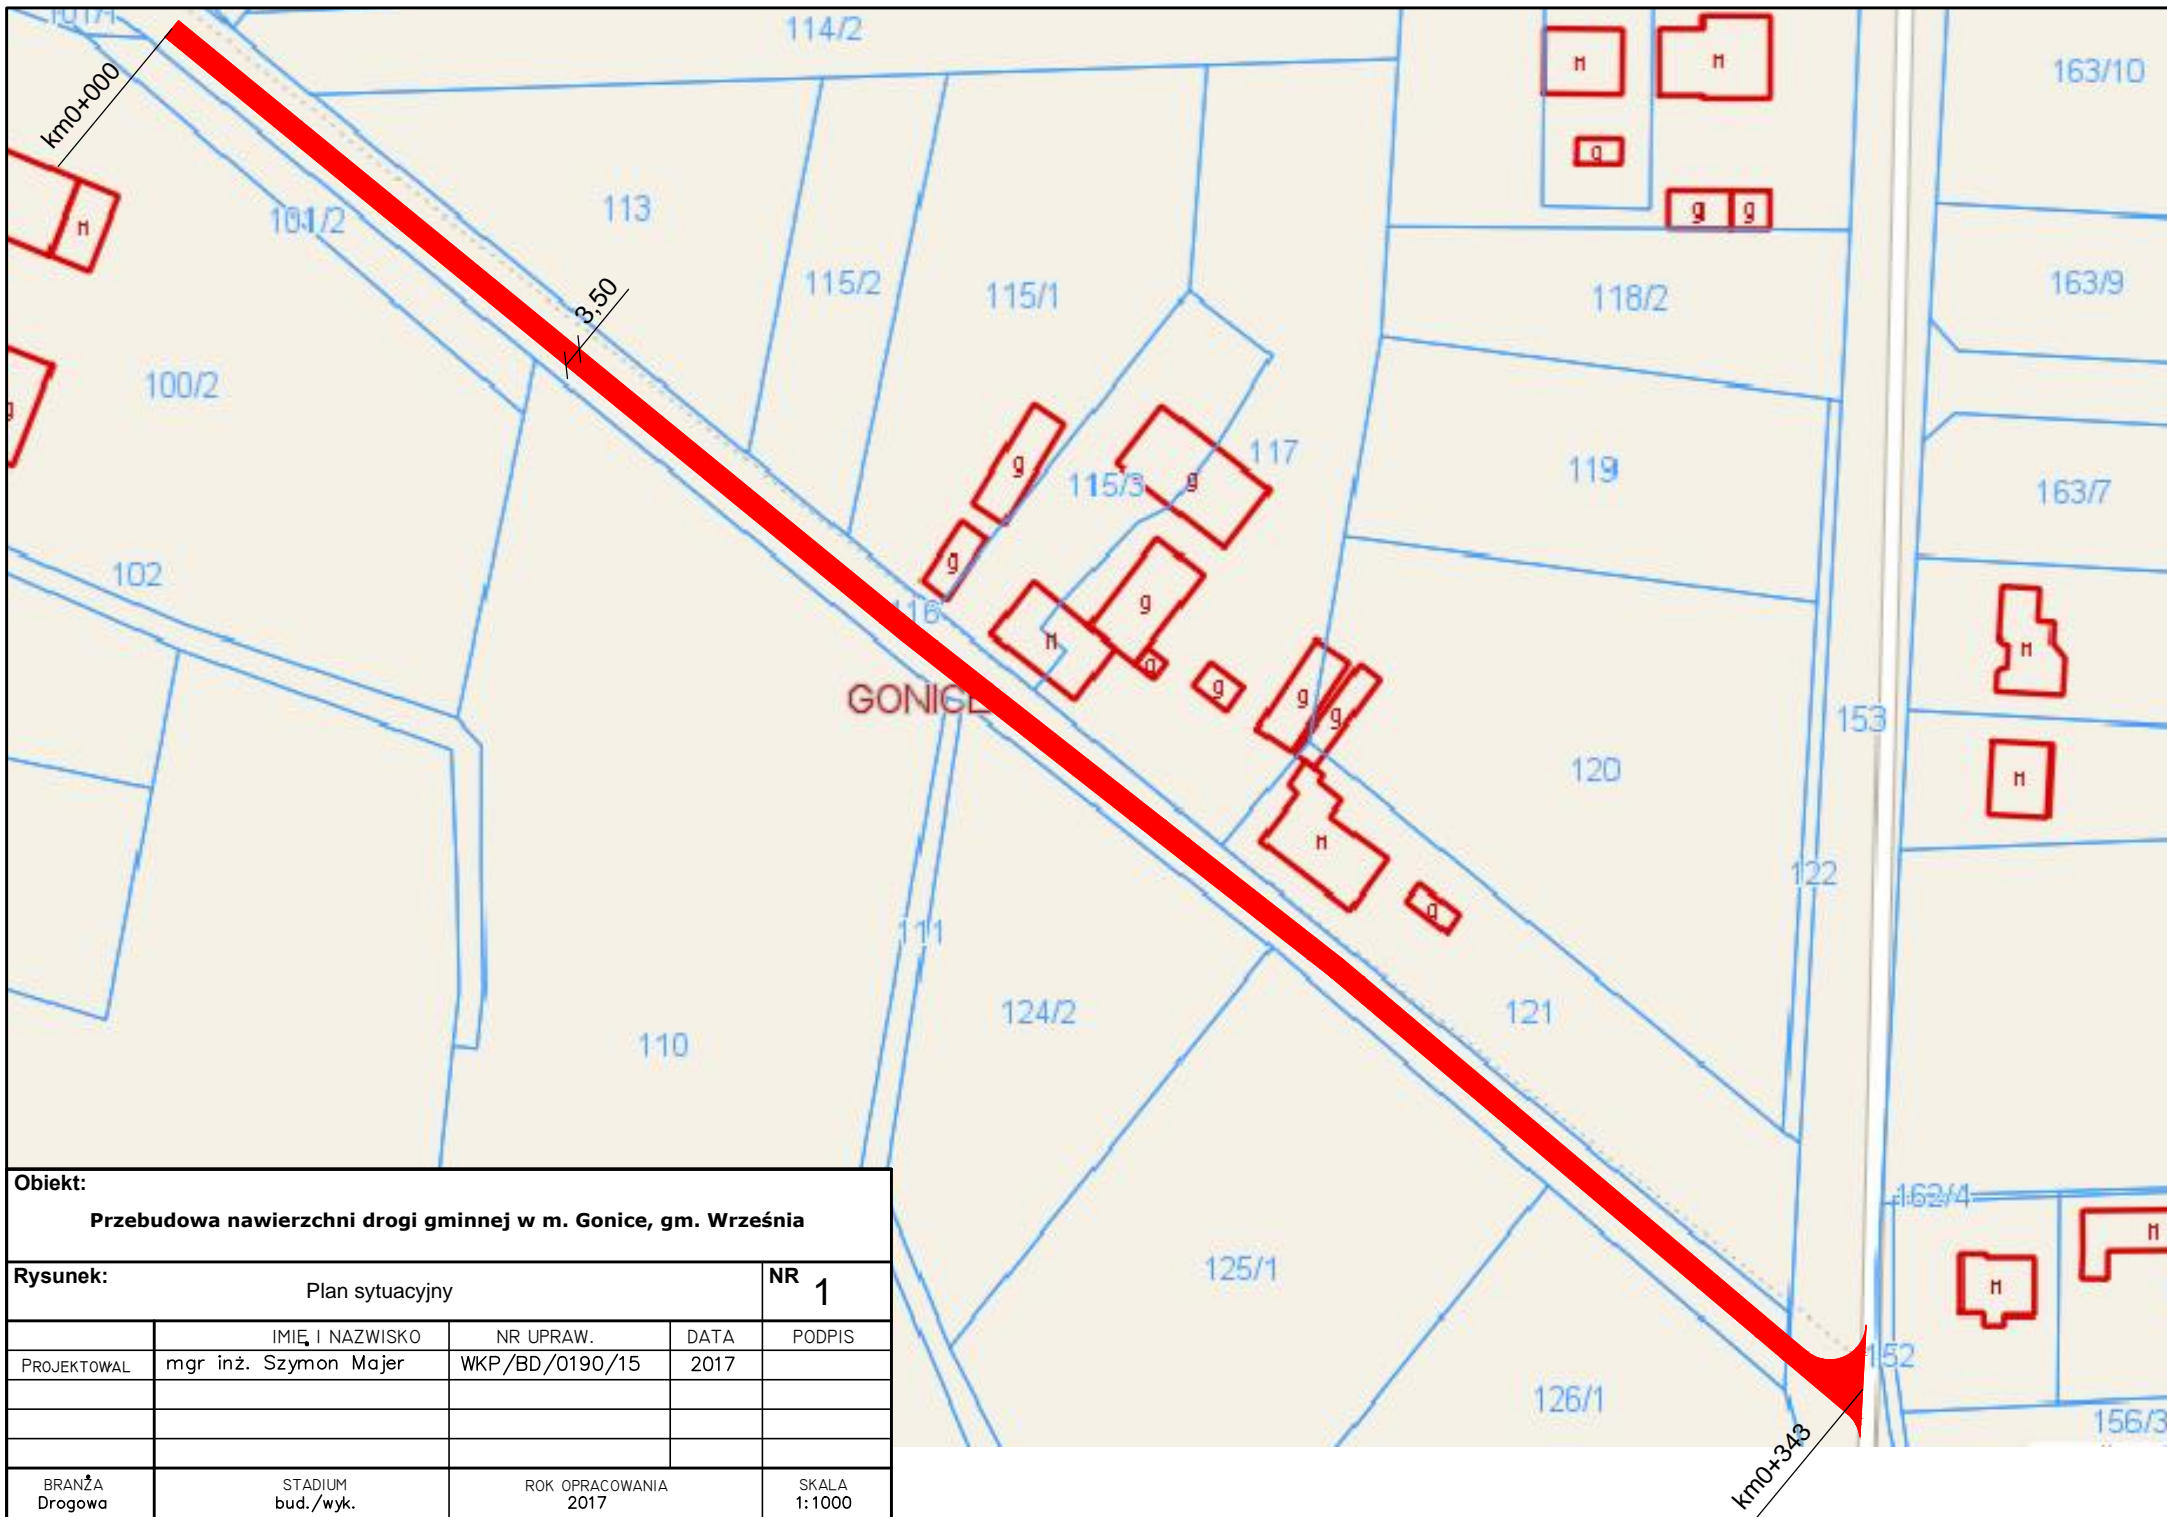 101/1
114/2
163/10
km0+000
M
M
g
g
g
M
101/2
113
115/2
115/1
118/2
163/9
3,50
100/2
117
119
163/7
115/3
g
g
g
102
g
116
M
g
g
g
g
M
GONICE
153
120
M
M
122
g
111
124/2
121
110
162/4
M
M
125/1
152
126/1
156/3
km0+343
Obiekt:
Przebudowa nawierzchni drogi gminnej w m. Gonice, gm. Września
Rysunek:
Plan sytuacyjny
NR 1
IMIĘ I NAZWISKO NR UPRAW. DATA PODPIS
PROJEKTOWAL mgr inż. Szymon Majer WKP/BD/0190/15 2017
BRANŻA STADIUM ROK OPRACOWANIA SKALA
Drogowa bud./wyk. 2017 1:1000